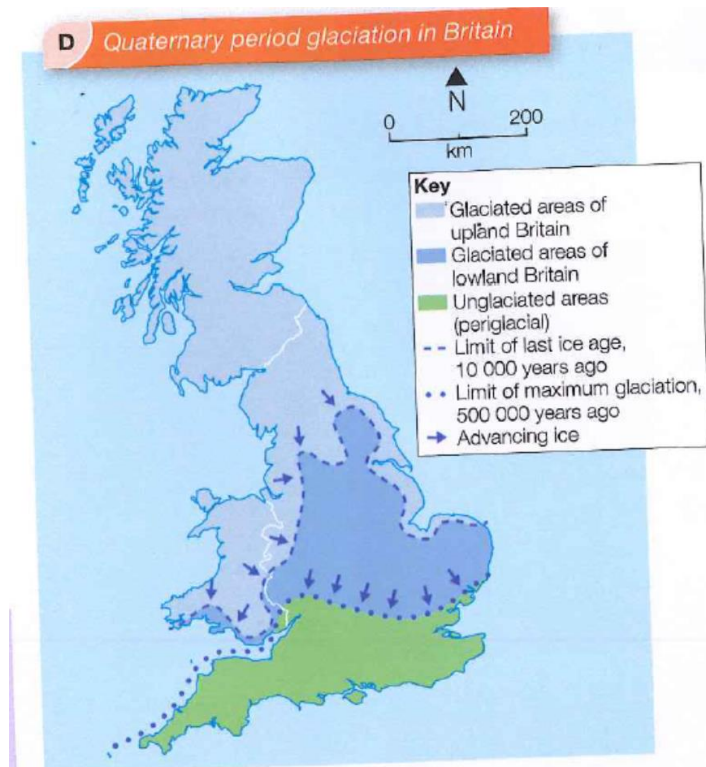 D Quaternary period glaciation in Britain
N
0 200
km
Key
Glaciated areas of
upland Britain
Glaciated areas of
lowland Britain
Unglaciated areas
(periglacial)
Limit of last ice age,
10 000 years ago
Limit of maximum glaciation,
500 000 years ago
Advancing ice